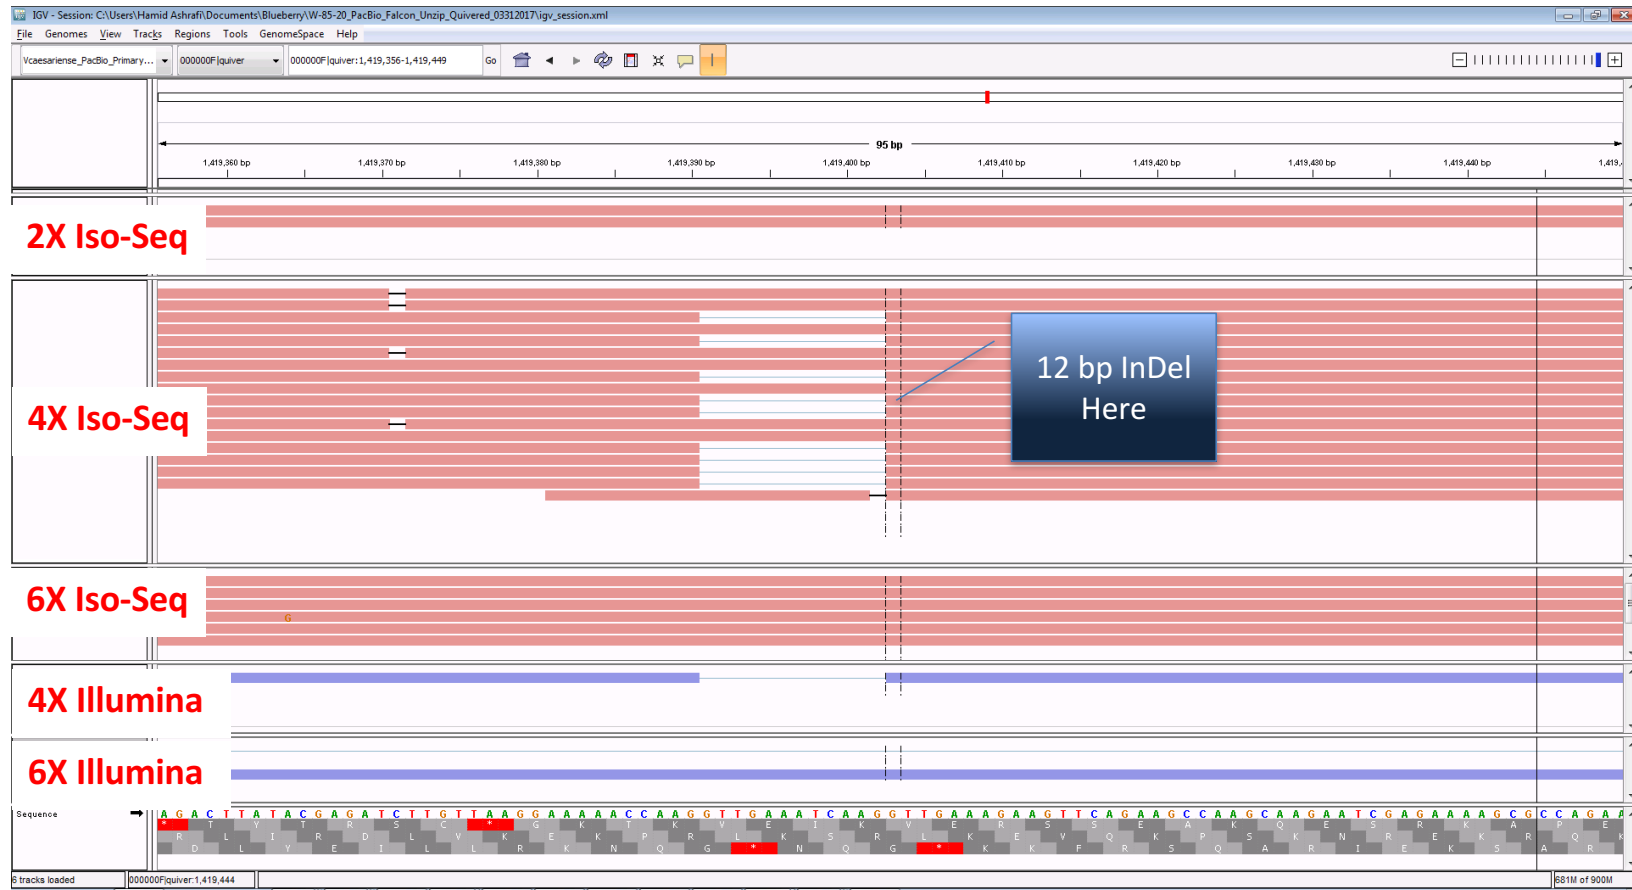 IGV - Session: C:\Users\Hamid Ashrafi\Documents\Blueberry\W-85-20_PacBio_Falcon_Unzip_Quivered_03312017\igv_session.xml
File Genomes View Tracks Regions Tools GenomeSpace Help
Vcaesariense_PacBio_Primary... 000000F|quiver 000000F|quiver:1,419,356-1,419,449 Go
95 bp
1,419,360 bp 1,419,370 bp 1,419,380 bp 1,419,390 bp 1,419,400 bp 1,419,410 bp 1,419,420 bp 1,419,430 bp 1,419,440 bp 1,419,
2X Iso-Seq
12 bp InDel
Here
4X Iso-Seq
6X Iso-Seq
G
4X Illumina
6X Illumina
Sequence A G A C T T A T A C G A G A T C T T G T T A A G G A A A A A C C A A G G T T G A A A T C A A G G T T G A A A G A A G T T C A G A A G C C A A G C A A G A A T C G A G A A A A G C G C C A G A A
* T Y T R S C * G K T K V E I K V E R S S E A K Q E S R K A P E
R L I R D L V K E K P R L K S R L K E V Q K P S K N R E K R Q K
D L Y E I L L R K N Q G * N Q G * K K F R S Q A R I E K S A R
6 tracks loaded 000000F|quiver:1,419,444 681M of 900M